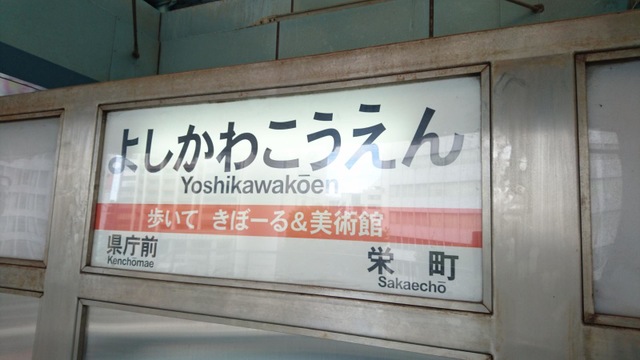 よしかわこうえん
Yoshikawakōen
歩いて きぼーる&美術館
県庁前
Kenchōmae
栄 町
Sakaechō